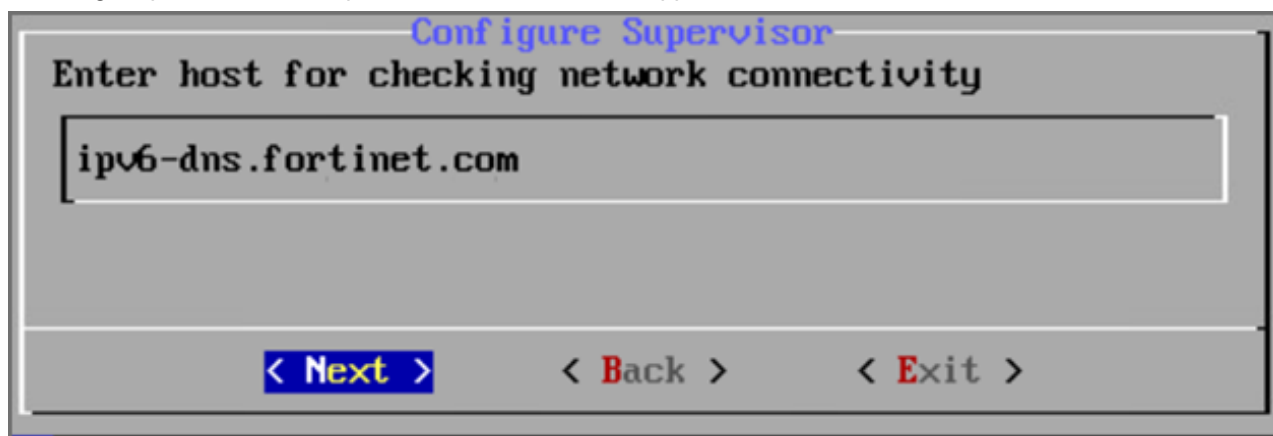 Configure Supervisor
Enter host for checking network connectivity
ipv6-dns.fortinet.com
< Next > < Back > < Exit >